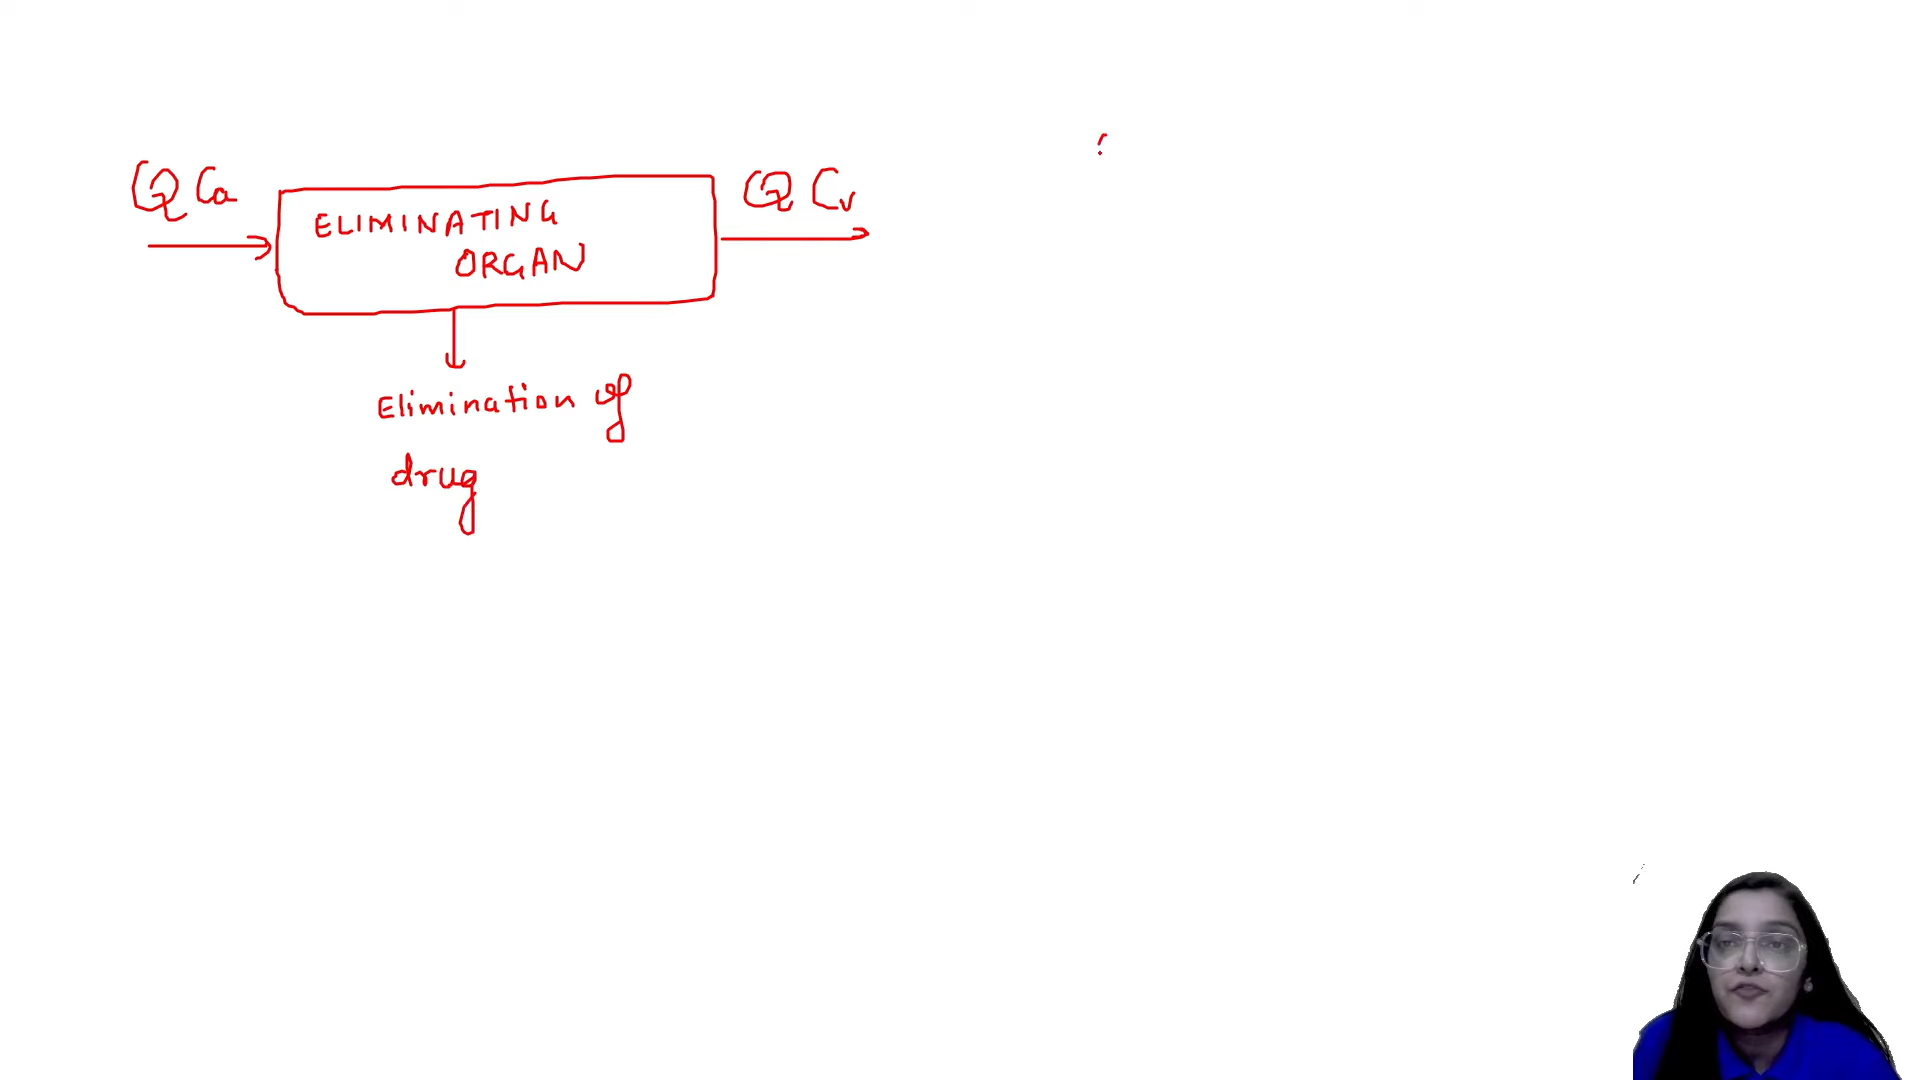 Q Ca
ELIMINATING
ORGAN
Q Cv
Elimination of
drug